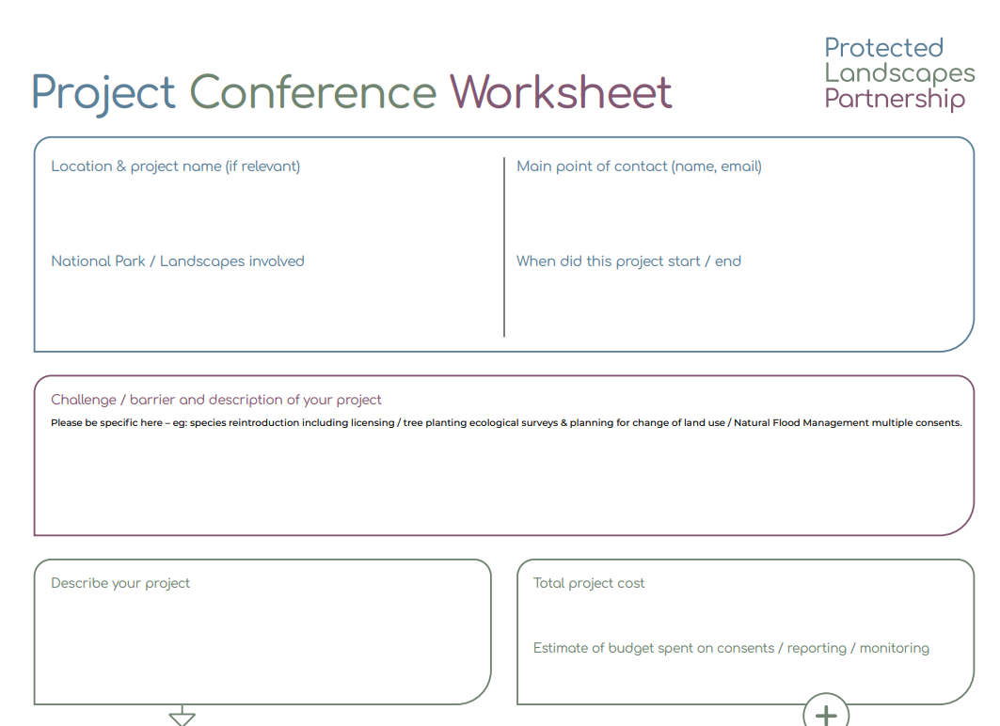 Protected
Landscapes
Partnership
Project Conference Worksheet
Location & project name (if relevant)
Main point of contact (name, email)
National Park / Landscapes involved
When did this project start / end
Challenge / barrier and description of your project
Please be specific here – eg: species reintroduction including licensing / tree planting ecological surveys & planning for change of land use / Natural Flood Management multiple consents.
Describe your project
Total project cost
Estimate of budget spent on consents / reporting / monitoring